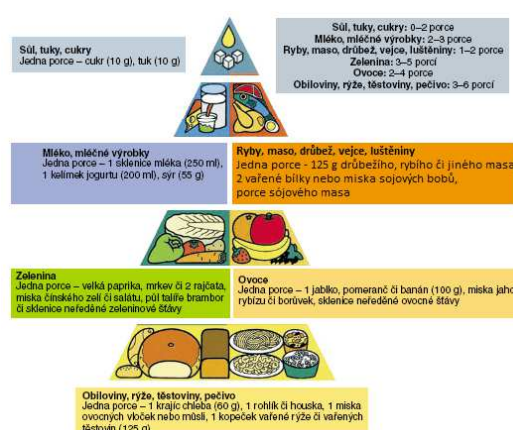 Sůl, tuky, cukry: 0–2 porce
Mléko, mléčné výrobky: 2–3 porce
Ryby, maso, drůbež, vejce, luštěniny: 1–2 porce
Zelenina: 3–5 porcí
Ovoce: 2–4 porce
Obiloviny, rýže, těstoviny, pečivo: 3–6 porcí
Sůl, tuky, cukry
Jedna porce – cukr (10 g), tuk (10 g)
Mléko, mléčné výrobky
Jedna porce – 1 sklenice mléka (250 ml),
1 kelímek jogurtu (200 ml), sýr (55 g)
Ryby, maso, drůbež, vejce, luštěniny
Jedna porce - 125 g drůbežího, rybího či jiného masa
2 vařené bílky nebo miska sojových bobů,
porce sójového masa
Zelenina
Jedna porce – velká paprika, mrkev či 2 rajčata,
miska čínského zelí či salátu, půl talíře brambor
či sklenice neředěné zeleninové šťávy
Ovoce
Jedna porce – 1 jablko, pomeranč či banán (100 g), miska jaho
rybízu či borůvek, sklenice neředěné ovocné šťávy
Obiloviny, rýže, těstoviny, pečivo
Jedna porce – 1 krajíc chleba (60 g), 1 rohlík či houska, 1 miska
ovocných vloček nebo műsli, 1 kopeček vařené rýže či vařených
těstovin (125 g)